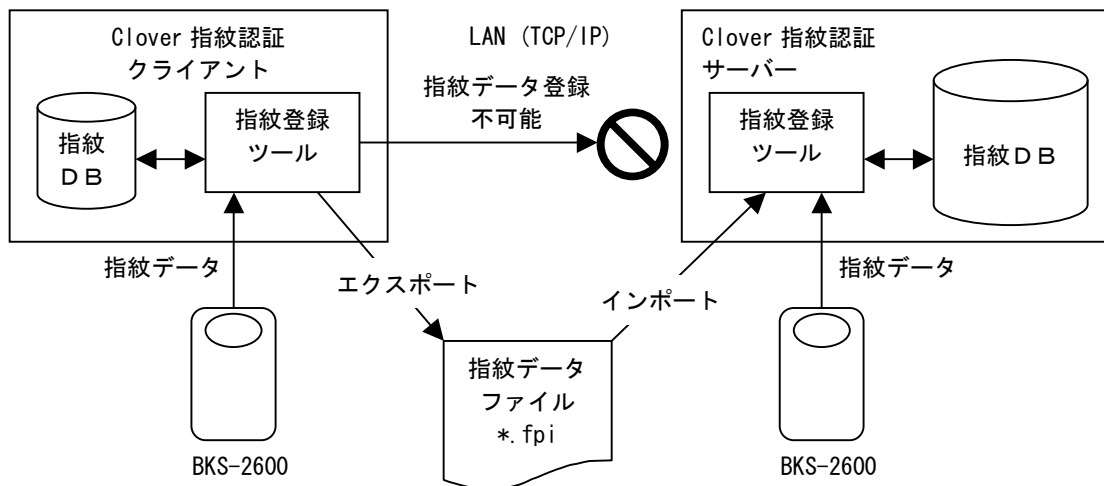 Clover 指紋認証
クライアント
指紋
ＤＢ
指紋登録
ツール
LAN (TCP/IP)
指紋データ登録
不可能
Clover 指紋認証
サーバー
指紋登録
ツール
指紋ＤＢ
指紋データ
エクスポート
インポート
指紋データ
指紋データ
ファイル
*.fpi
BKS-2600
BKS-2600